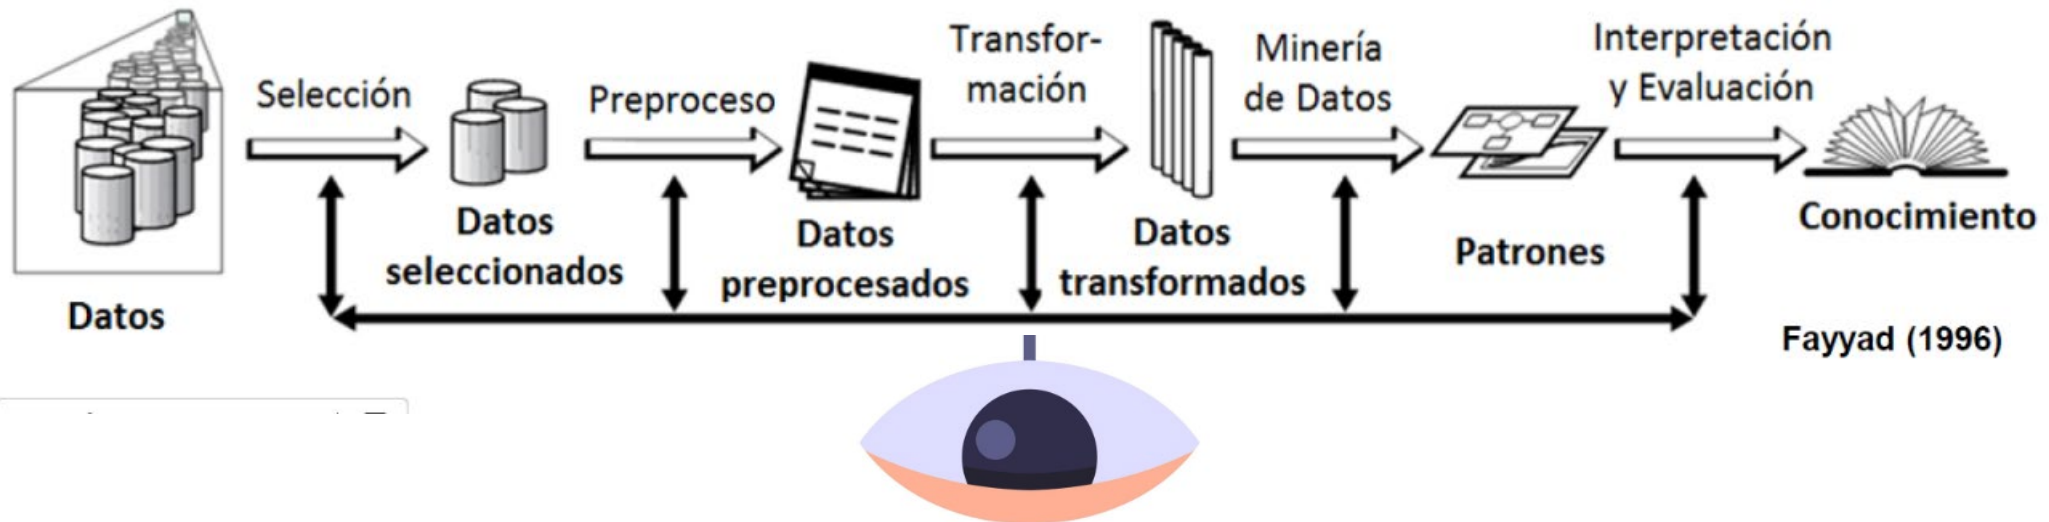 Selección
Preproceso
Transfor-
mación
Minería
de Datos
Interpretación
y Evaluación
Datos
Datos
seleccionados
Datos
preprocesados
Datos
transformados
Patrones
Conocimiento
Fayyad (1996)